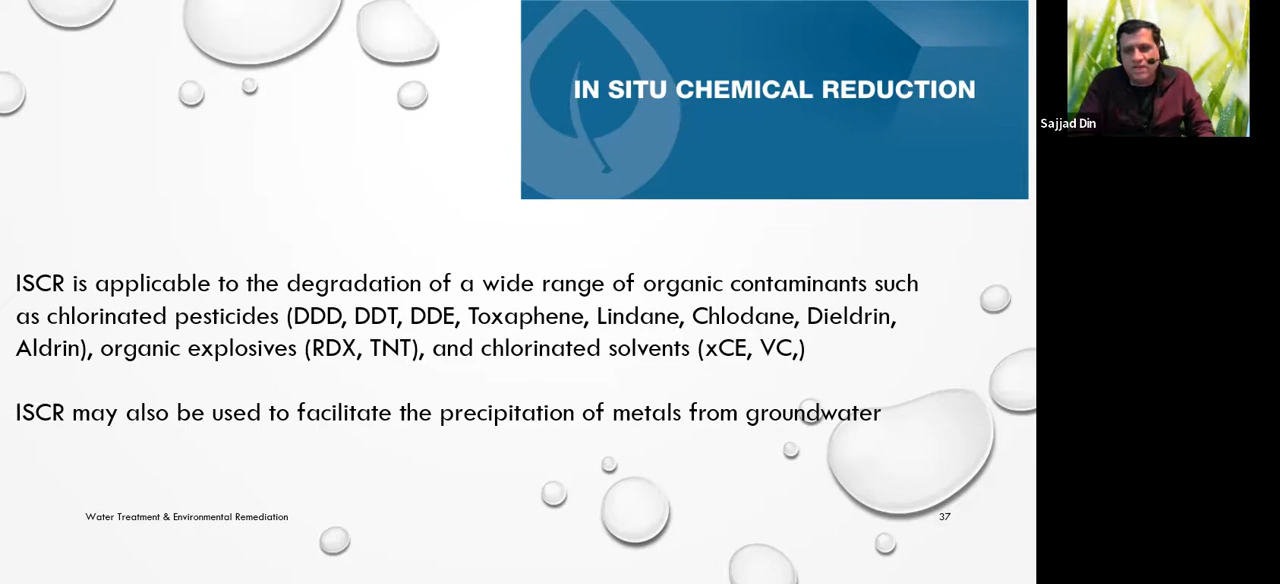 IN SITU CHEMICAL REDUCTION
Sajjad Din
ISCR is applicable to the degradation of a wide range of organic contaminants such
as chlorinated pesticides (DDD, DDT, DDE, Toxaphene, Lindane, Chlodane, Dieldrin,
Aldrin), organic explosives (RDX, TNT), and chlorinated solvents (xCE, VC,)
ISCR may also be used to facilitate the precipitation of metals from groundwater
Water Treatment & Environmental Remediation
37